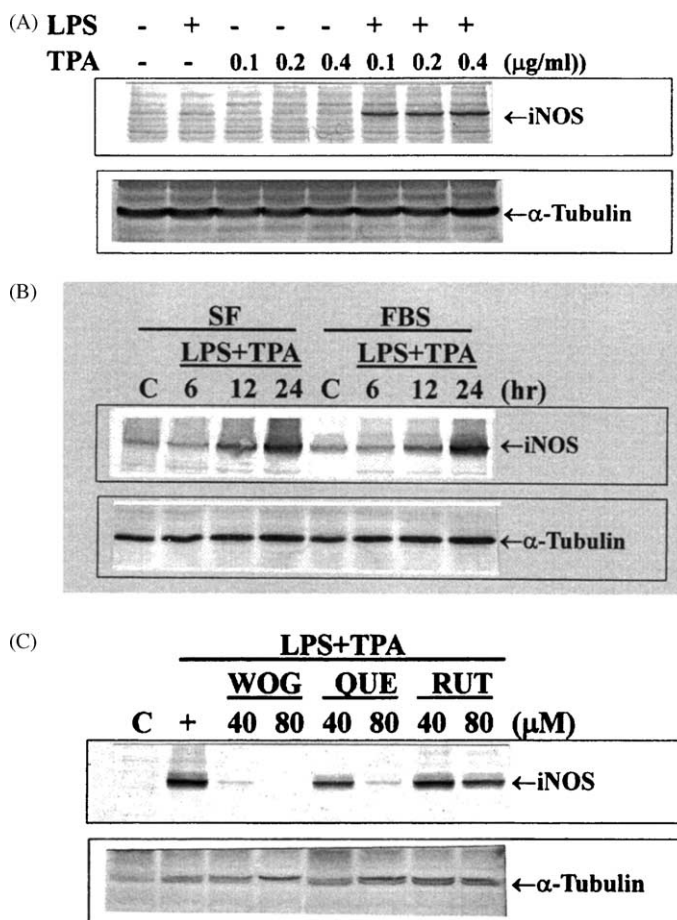 (A)
LPS - + - - - + + +
TPA - - 0.1 0.2 0.4 0.1 0.2 0.4 (μg/ml))
←iNOS
←α-Tubulin
(B)
SF FBS
LPS+TPA LPS+TPA
C 6 12 24 C 6 12 24 (hr)
←iNOS
←α-Tubulin
(C)
LPS+TPA
WOG QUE RUT
C + 40 80 40 80 40 80 (μM)
←iNOS
←α-Tubulin